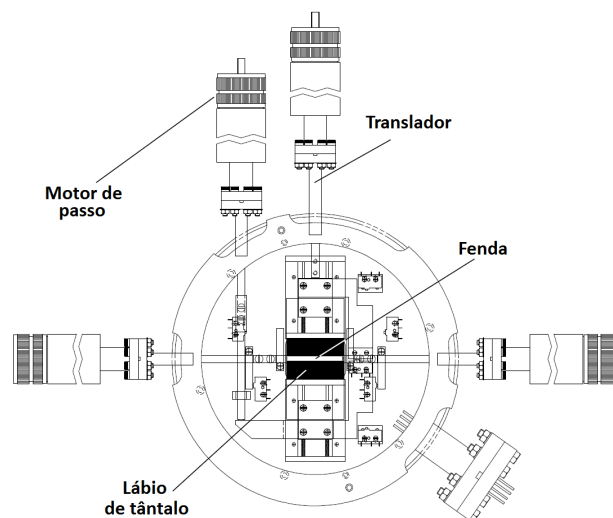 Translador
Motor de
passo
Fenda
Lábio
de tântalo